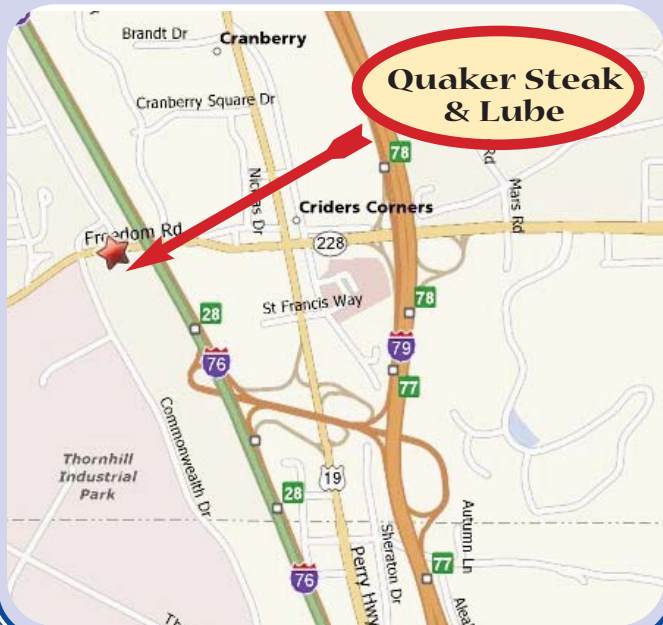 Brandt Dr
Cranberry
Quaker Steak
& Lube
Cranberry Square Dr
78
Rd
Mars Rd
Criders Corners
Freedom Rd
228
St Francis Way
78
28
79
76
77
Commonwealth Dr
Thornhill
Industrial
Park
19
28
Perry Hwy
Sheraton Dr
Autumn Ln
77
76